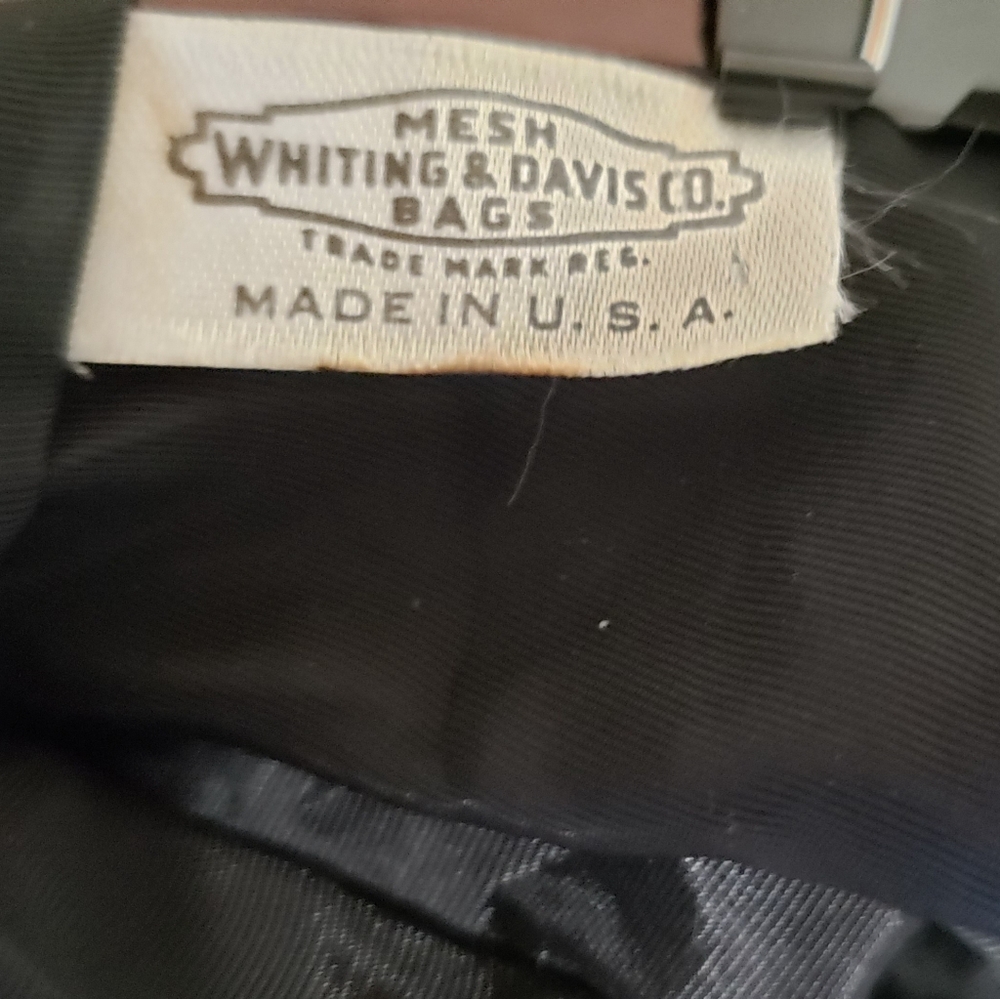 MESH
WHITING & DAVIS CO.
BAGS
TRADE MARK REG.
MADE IN U. S. A.